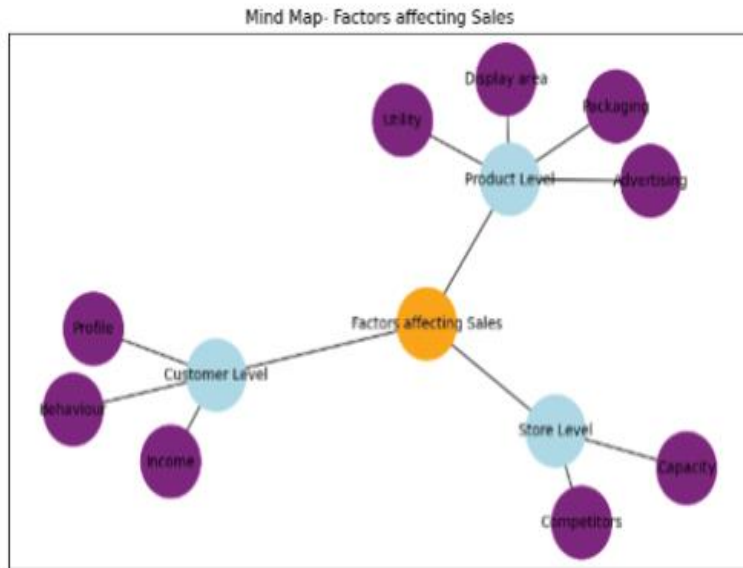 Mind Map- Factors affecting Sales
Display area
Utility
Packaging
Product Level
Advertising
Factors affecting Sales
Profile
Customer Level
Behaviour
Income
Store Level
Capacity
Competitors